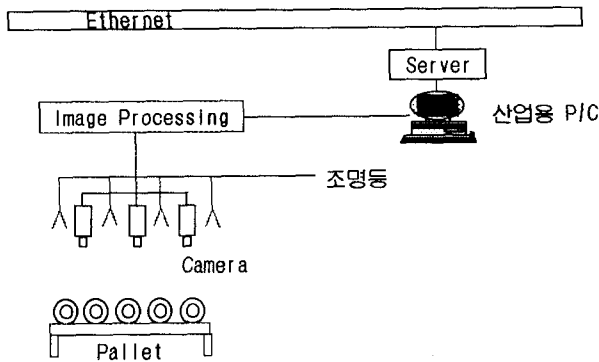 Ethernet
Server
Image Processing
산업용 P/C
조명등
Camera
Pallet